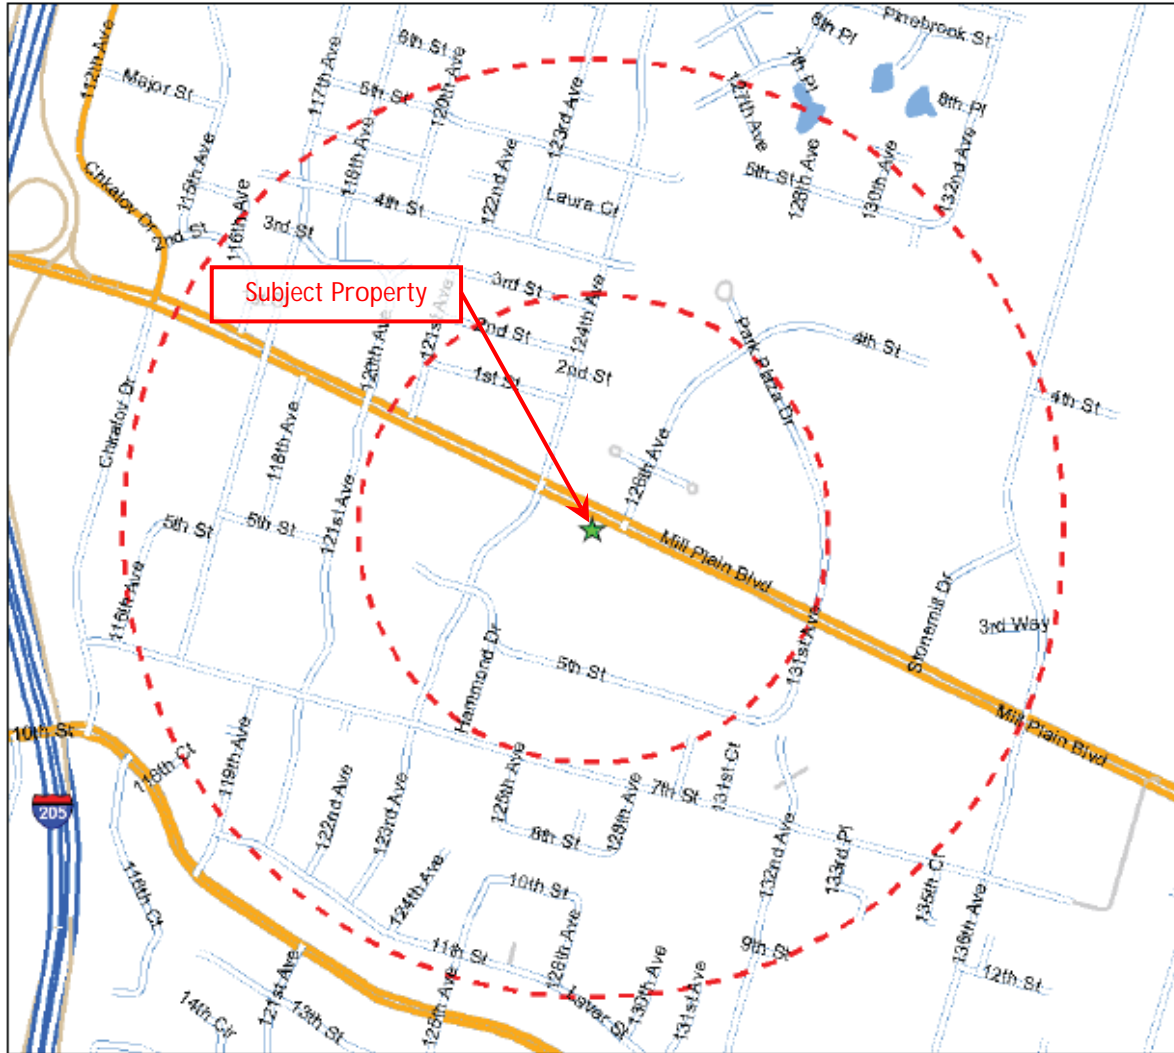 Pinebrook St
8th Pl
112th Ave
6th St
7th Pl
Major St
117th Ave
5th St
120th Ave
123rd Ave
127th Ave
8th Pl
118th Ave
115th Ave
122nd Ave
128th Ave
130th Ave
132nd Ave
5th St
Chkalov Dr
116th Ave
4th St
Laura Ct
2nd St
3rd St
3rd St
Subject Property
121st Ave
2nd St
124th Ave
Park Plaza Dr
4th St
120th Ave
1st St
2nd St
4th St
Chkalov Dr
118th Ave
126th Ave
121st Ave
5th St
5th St
Mill Plain Blvd
116th Ave
Stonemill Dr
3rd Way
131st Ave
Hammond Dr
5th St
Mill Plain Blvd
10th St
118th Ct
119th Ave
205
122nd Ave
123rd Ave
125th Ave
7th St
131st Ct
8th St
129th Ave
132nd Ave
133rd Pl
135th Ct
136th Ave
118th Ct
124th Ave
10th St
11th St
128th Ave
9th St
12th St
121st Ave
125th Ave
Laver St
130th Ave
131st Ave
14th Cir
13th St